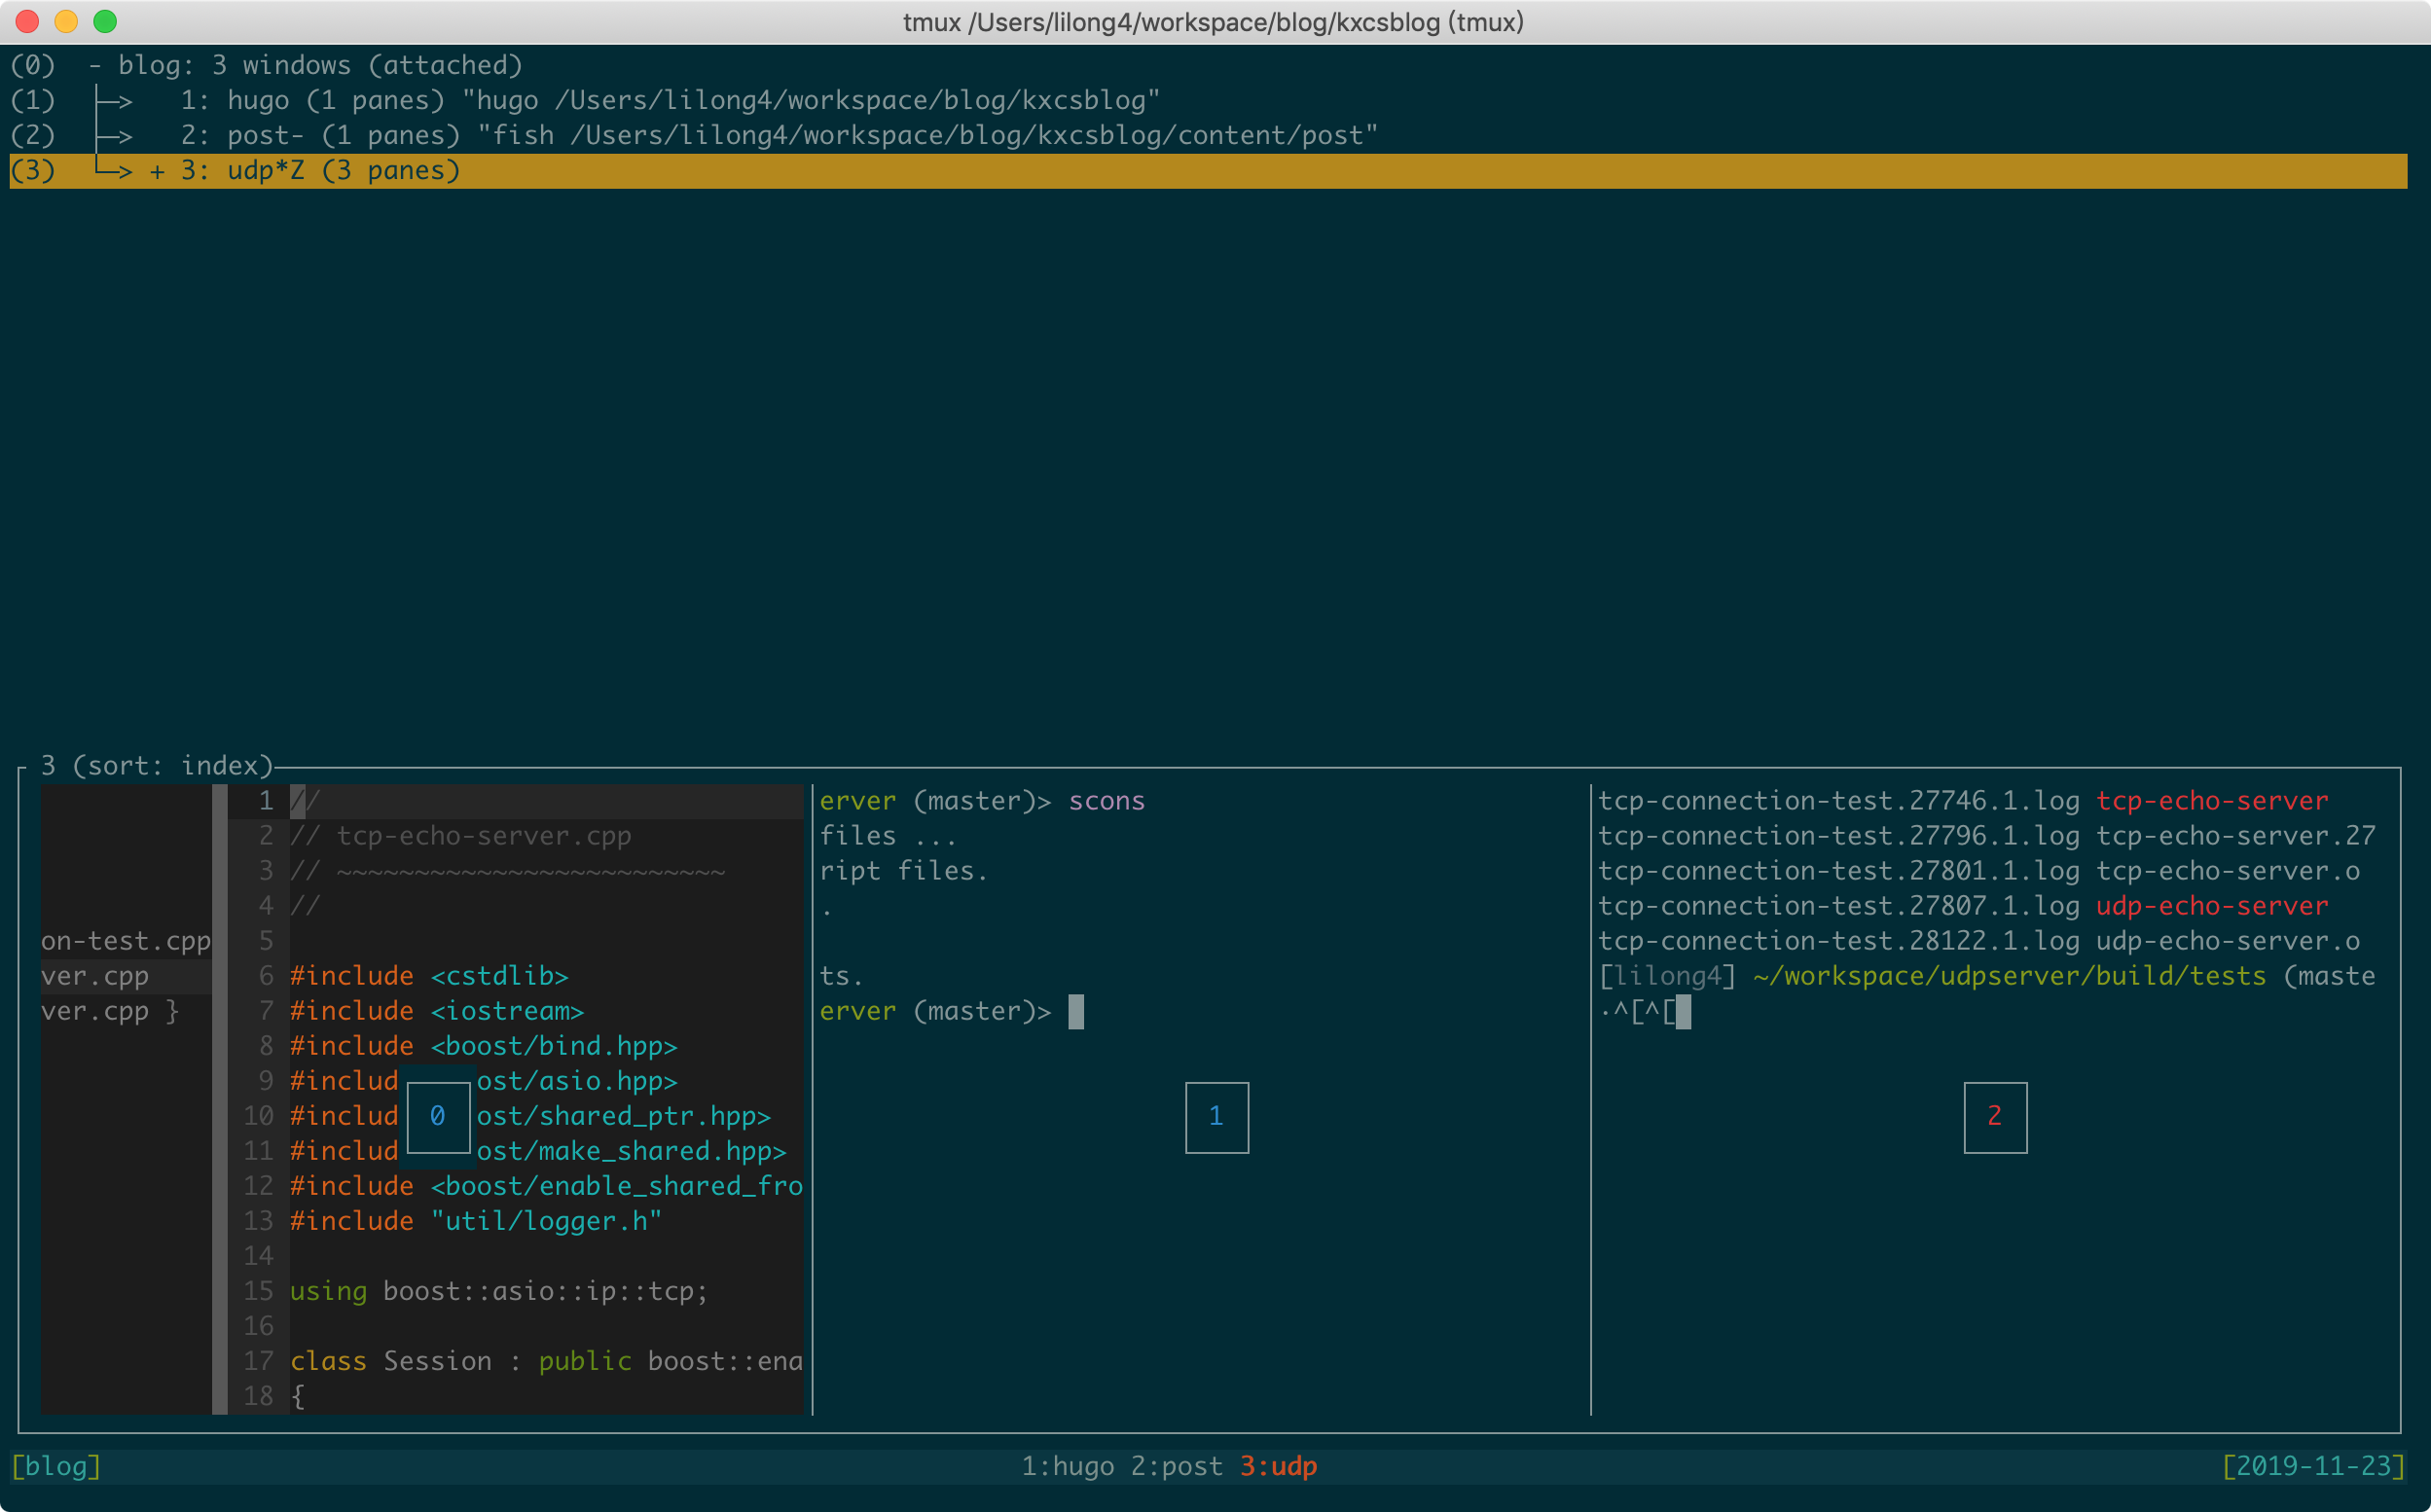 tmux /Users/lilong4/workspace/blog/kxcsblog (tmux)
(0)  - blog: 3 windows (attached)
(1)  ├─>   1: hugo (1 panes) "hugo /Users/lilong4/workspace/blog/kxcsblog"
(2)  ├─>   2: post- (1 panes) "fish /Users/lilong4/workspace/blog/kxcsblog/content/post"
(3)  └─> + 3: udp*Z (3 panes)
3 (sort: index)
on-test.cpp
ver.cpp
ver.cpp }
1 //
2 // tcp-echo-server.cpp
3 // ~~~~~~~~~~~~~~~~~~~~~~~~~
4 //
5
6 #include <cstdlib>
7 #include <iostream>
8 #include <boost/bind.hpp>
9 #includ ost/asio.hpp>
10 #includ ost/shared_ptr.hpp>
11 #includ ost/make_shared.hpp>
12 #include <boost/enable_shared_fro
13 #include "util/logger.h"
14
15 using boost::asio::ip::tcp;
16
17 class Session : public boost::ena
18 {
0
erver (master)> scons
files ...
ript files.
.
ts.
erver (master)>
1
tcp-connection-test.27746.1.log tcp-echo-server
tcp-connection-test.27796.1.log tcp-echo-server.27
tcp-connection-test.27801.1.log tcp-echo-server.o
tcp-connection-test.27807.1.log udp-echo-server
tcp-connection-test.28122.1.log udp-echo-server.o
[lilong4] ~/workspace/udpserver/build/tests (maste
·^[^[
2
[blog] 1:hugo 2:post 3:udp [2019-11-23]